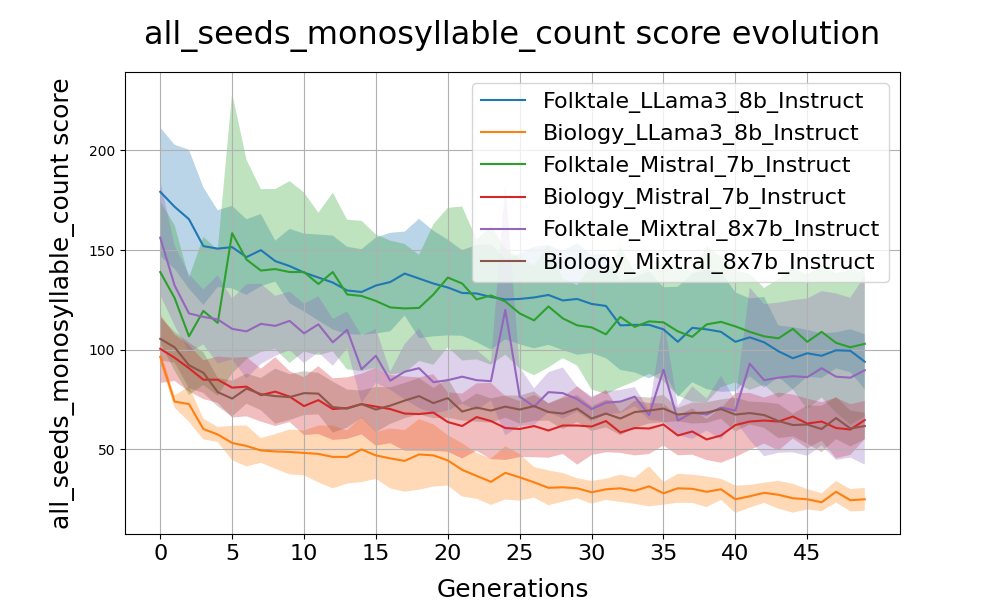 all_seeds_monosyllable_count score evolution
all_seeds_monosyllable_count score
200
150
100
50
Folktale_LLama3_8b_Instruct
Biology_LLama3_8b_Instruct
Folktale_Mistral_7b_Instruct
Biology_Mistral_7b_Instruct
Folktale_Mixtral_8x7b_Instruct
Biology_Mixtral_8x7b_Instruct
0 5 10 15 20 25 30 35 40 45
Generations